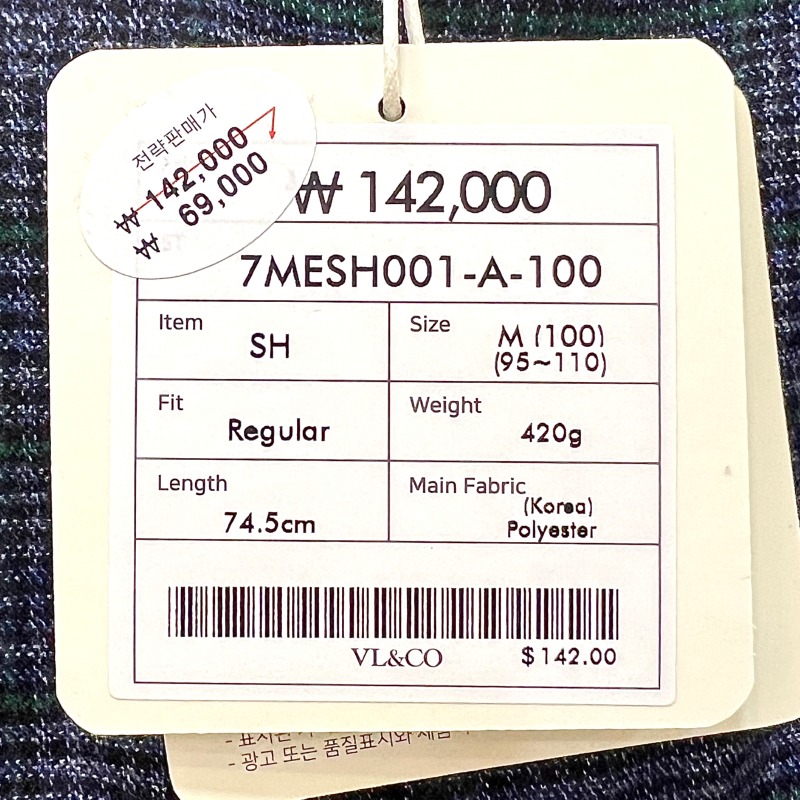 전략판매가
₩ 142,000
₩ 69,000
₩ 142,000
7MESH001-A-100
Item
SH
Size
M (100)
(95~110)
Fit
Regular
Weight
420g
Length
74.5cm
Main Fabric
(Korea)
Polyester
VL&CO
$142.00
- 광고 또는 품질표시와